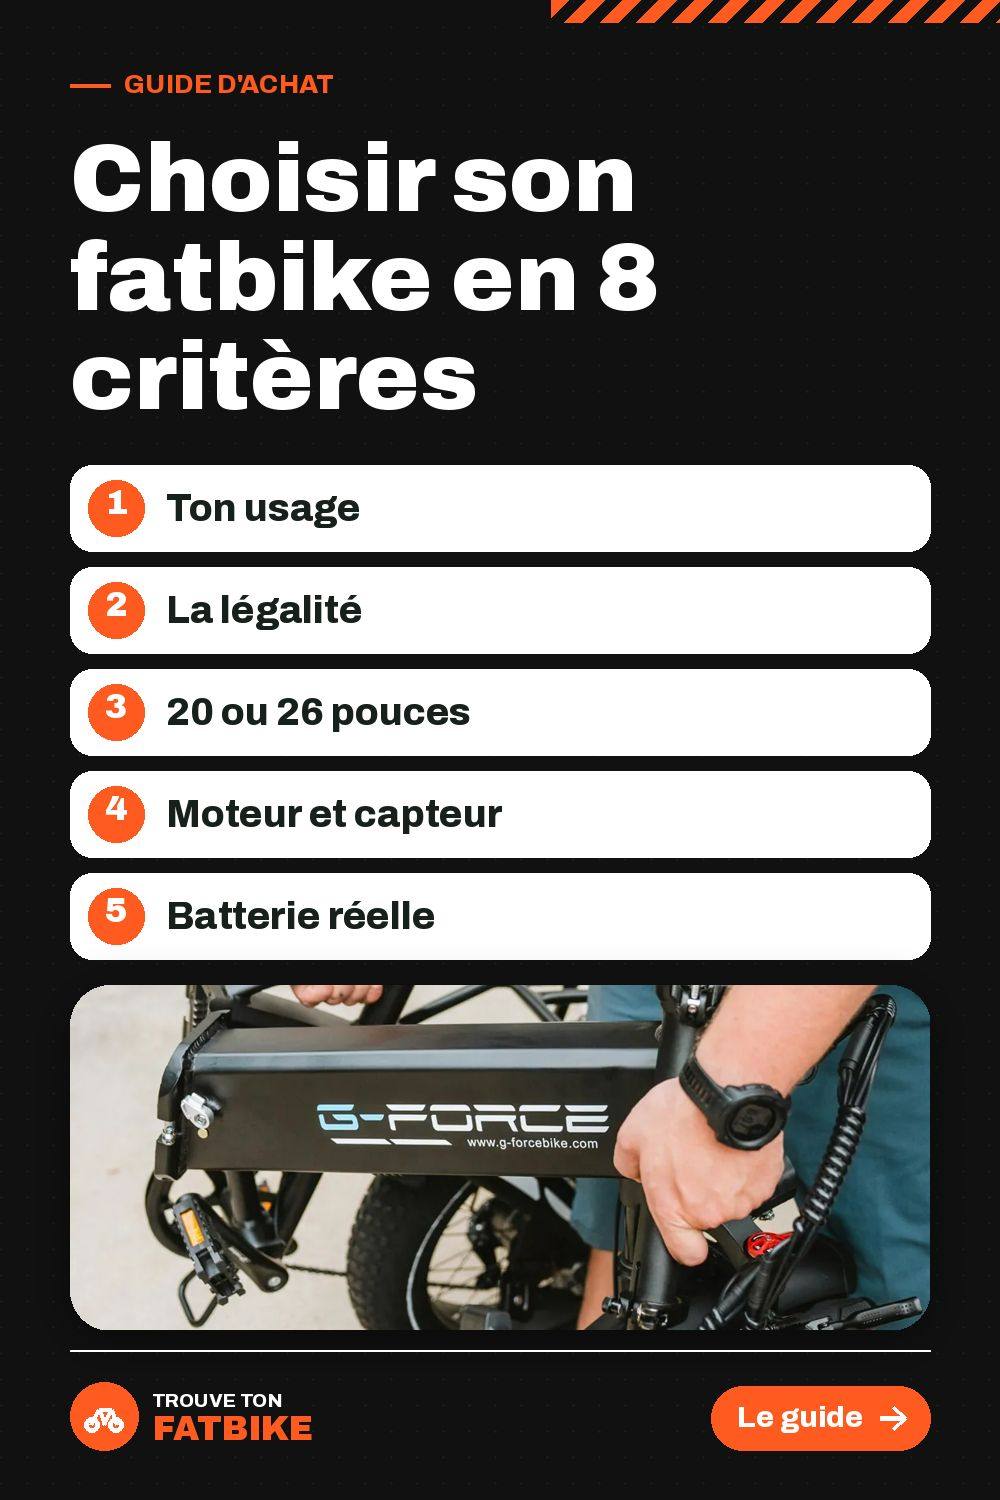 GUIDE D'ACHAT
Choisir son
fatbike en 8
critères
1 Ton usage
2 La légalité
3 20 ou 26 pouces
4 Moteur et capteur
5 Batterie réelle
G-FORCE
www.g-forcebike.com
TROUVE TON
FATBIKE
Le guide →